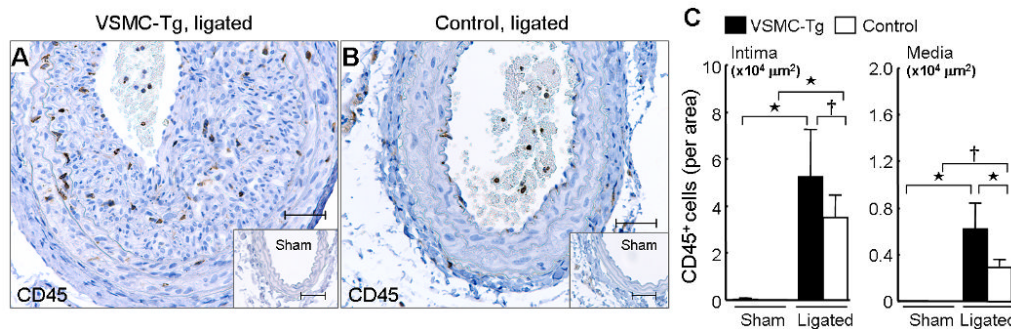 VSMC-Tg, ligated
Control, ligated
A
B
Sham
Sham
CD45
CD45
C
VSMC-Tg
Control
Intima
(x10⁴ μm²)
Media
(x10⁴ μm²)
CD45⁺ cells (per area)
10
8
6
4
2
0
★
★
†
2.0
1.6
1.2
0.8
0.4
0
†
★
★
Sham Ligated
Sham Ligated